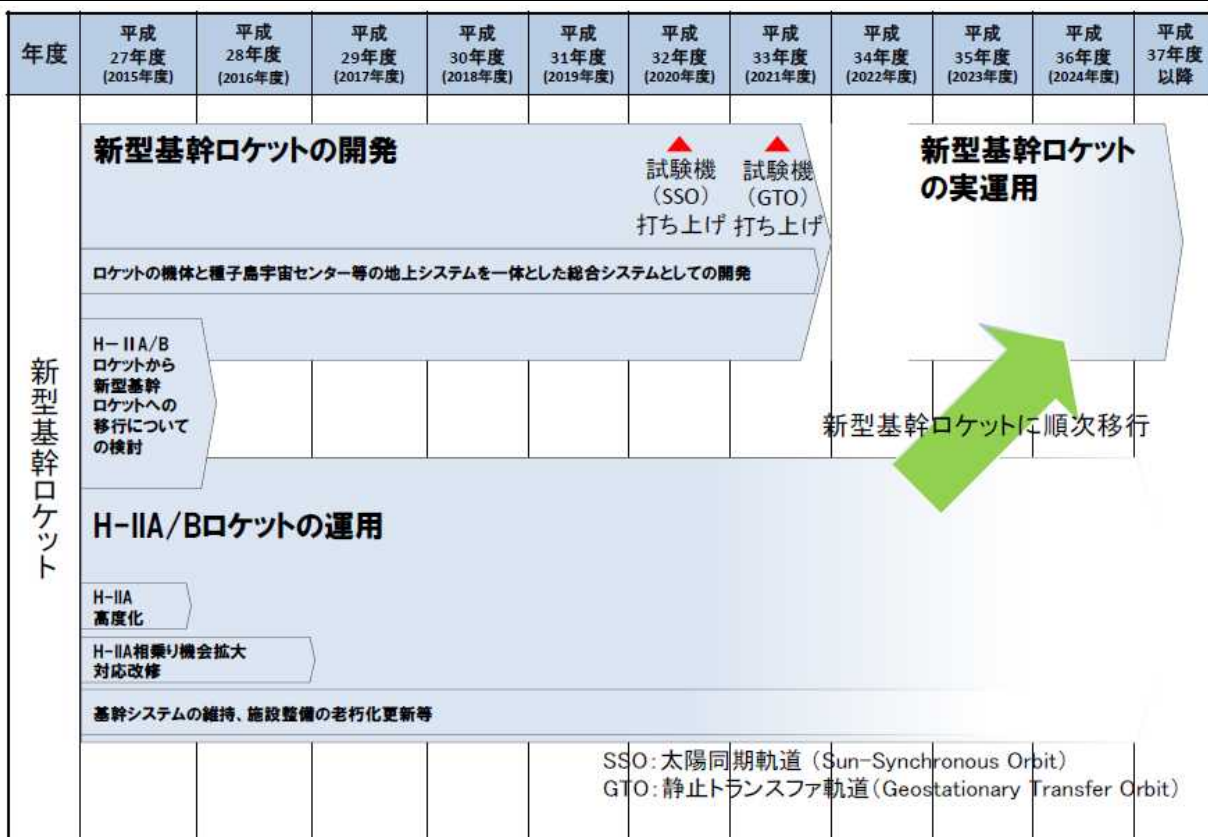 年度
平成
27年度
(2015年度)
平成
28年度
(2016年度)
平成
29年度
(2017年度)
平成
30年度
(2018年度)
平成
31年度
(2019年度)
平成
32年度
(2020年度)
平成
33年度
(2021年度)
平成
34年度
(2022年度)
平成
35年度
(2023年度)
平成
36年度
(2024年度)
平成
37年度
以降
新型基幹ロケット
新型基幹ロケットの開発
試験機
(SSO)
打ち上げ
試験機
(GTO)
打ち上げ
新型基幹ロケット
の実運用
ロケットの機体と種子島宇宙センター等の地上システムを一体とした総合システムとしての開発
H-ⅡA/B
ロケットから
新型基幹
ロケットへの
移行について
の検討
新型基幹ロケットに順次移行
H-ⅡA/Bロケットの運用
H-ⅡA
高度化
H-ⅡA相乗り機会拡大
対応改修
基幹システムの維持、施設整備の老朽化更新等
SSO:太陽同期軌道 (Sun-Synchronous Orbit)
GTO:静止トランスファ軌道(Geostationary Transfer Orbit)